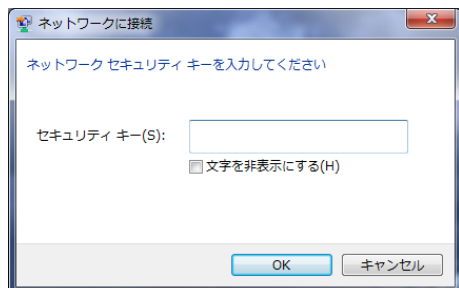 ネットワークに接続
ネットワーク セキュリティ キーを入力してください
セキュリティ キー(S):
文字を非表示にする(H)
OK キャンセル